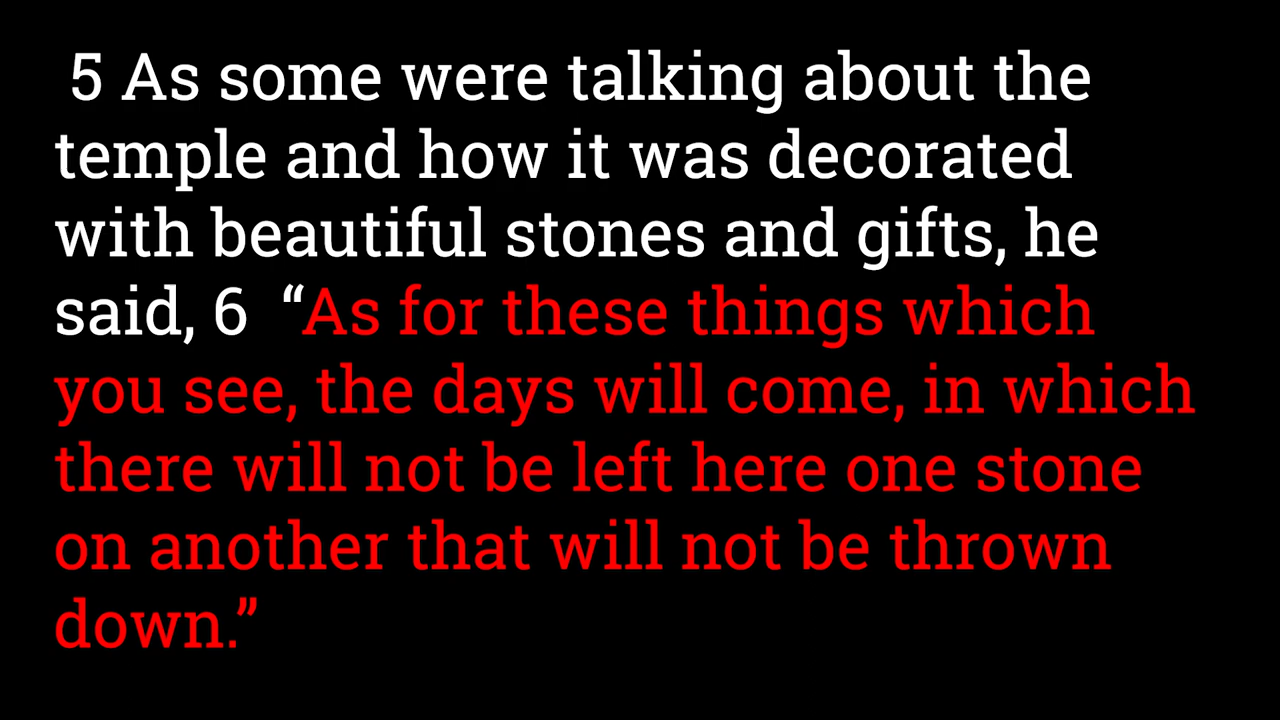 5 As some were talking about the
temple and how it was decorated
with beautiful stones and gifts, he
said, 6  “As for these things which
you see, the days will come, in which
there will not be left here one stone
on another that will not be thrown
down.”